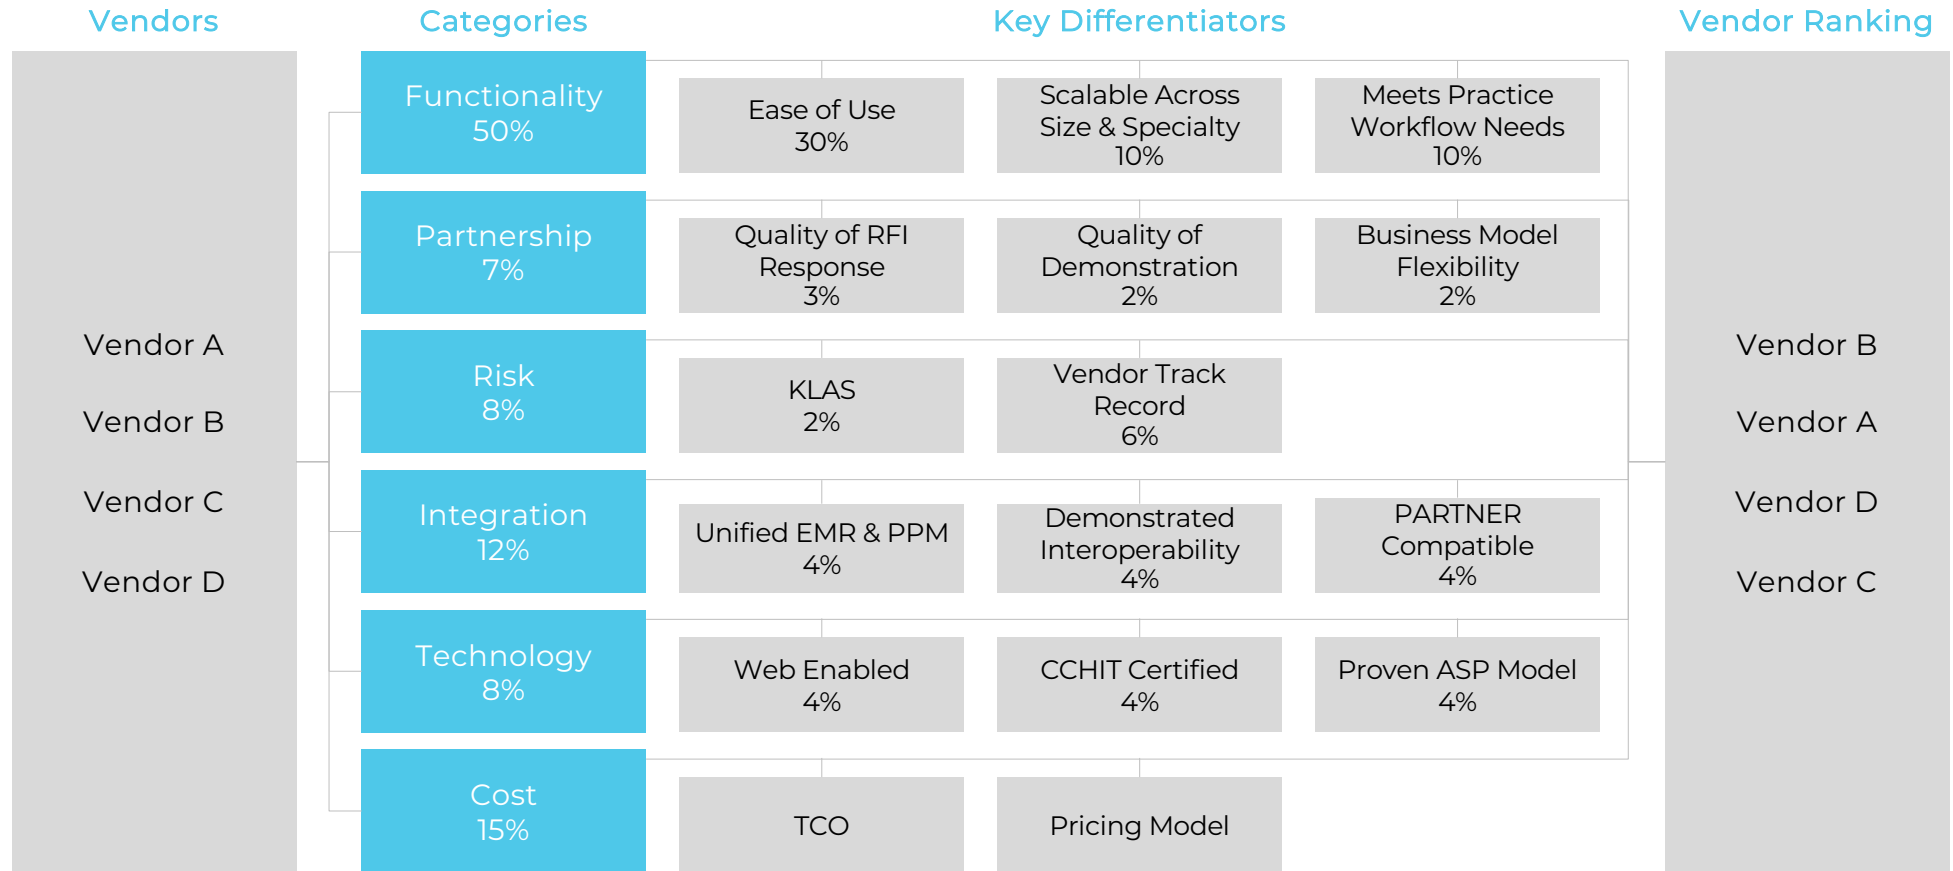 Vendors
Categories
Key Differentiators
Vendor Ranking
Vendor A
Vendor B
Vendor C
Vendor D
Functionality
50%
Ease of Use
30%
Scalable Across
Size & Specialty
10%
Meets Practice
Workflow Needs
10%
Partnership
7%
Quality of RFI
Response
3%
Quality of
Demonstration
2%
Business Model
Flexibility
2%
Risk
8%
KLAS
2%
Vendor Track
Record
6%
Integration
12%
Unified EMR & PPM
4%
Demonstrated
Interoperability
4%
PARTNER
Compatible
4%
Technology
8%
Web Enabled
4%
CCHIT Certified
4%
Proven ASP Model
4%
Cost
15%
TCO
Pricing Model
Vendor B
Vendor A
Vendor D
Vendor C